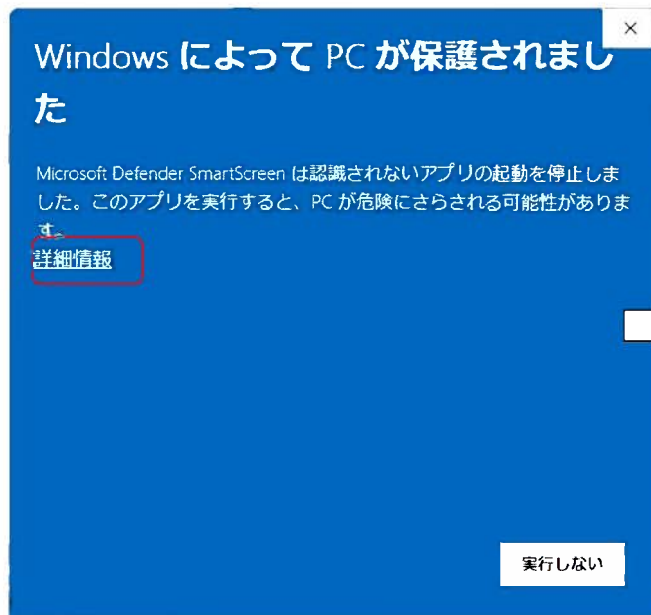 Windows によって PC が保護されまし
た
Microsoft Defender SmartScreen は認識されないアプリの起動を停止しま
した。このアプリを実行すると、PC が危険にさらされる可能性がありま
す。
詳細情報
実行しない